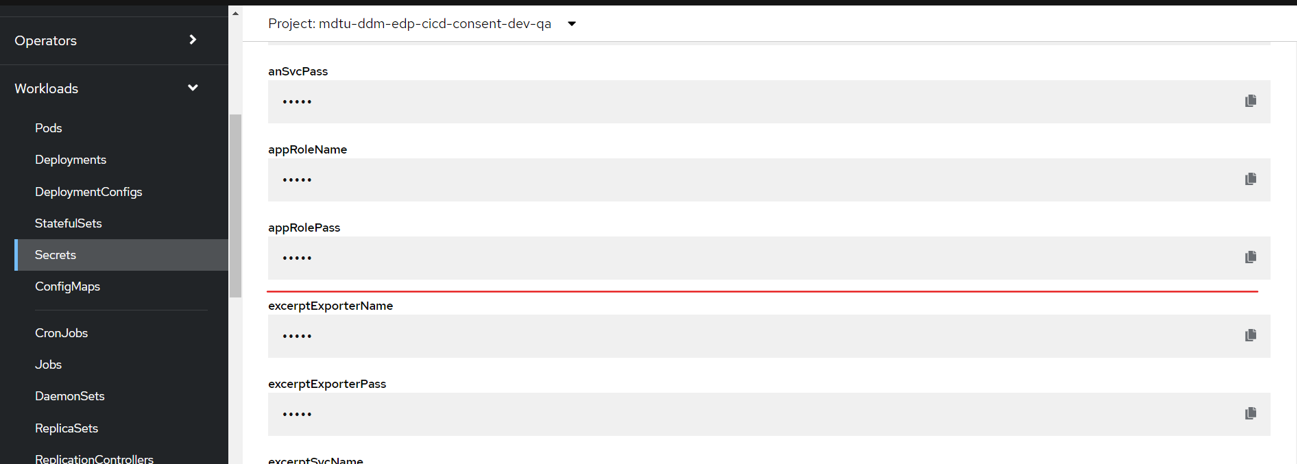 Project: mdtu-ddm-edp-cicd-consent-dev-qa
Operators
Workloads
Pods
Deployments
DeploymentConfigs
StatefulSets
Secrets
ConfigMaps
CronJobs
Jobs
DaemonSets
ReplicaSets
ReplicationControllers
anSvcPass
•••••
appRoleName
•••••
appRolePass
•••••
excerptExporterName
•••••
excerptExporterPass
•••••
excerptSvcName